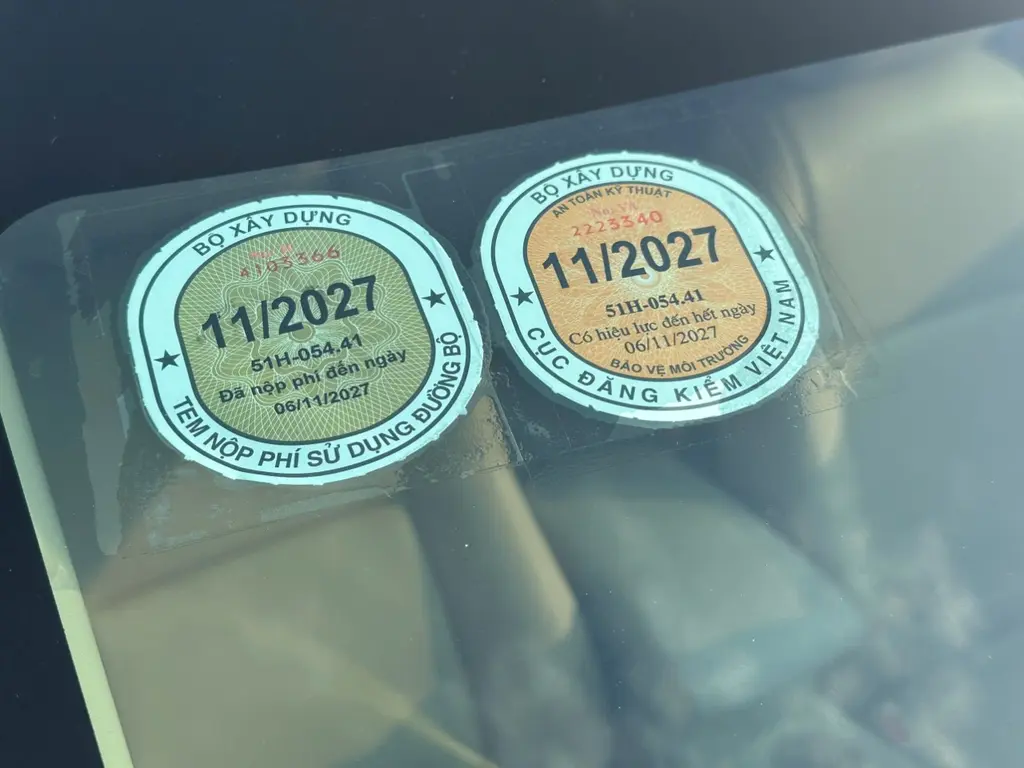 BỘ XÂY DỰNG
4103366
11/2027
51H-054.41
Đã nộp phí đến ngày
06/11/2027
TEM NỘP PHÍ SỬ DỤNG ĐƯỜNG BỘ
BỘ XÂY DỰNG
AN TOÀN KỸ THUẬT
2223340
11/2027
51H-054.41
Có hiệu lực đến hết ngày
06/11/2027
BẢO VỆ MÔI TRƯỜNG
CỤC ĐĂNG KIỂM VIỆT NAM